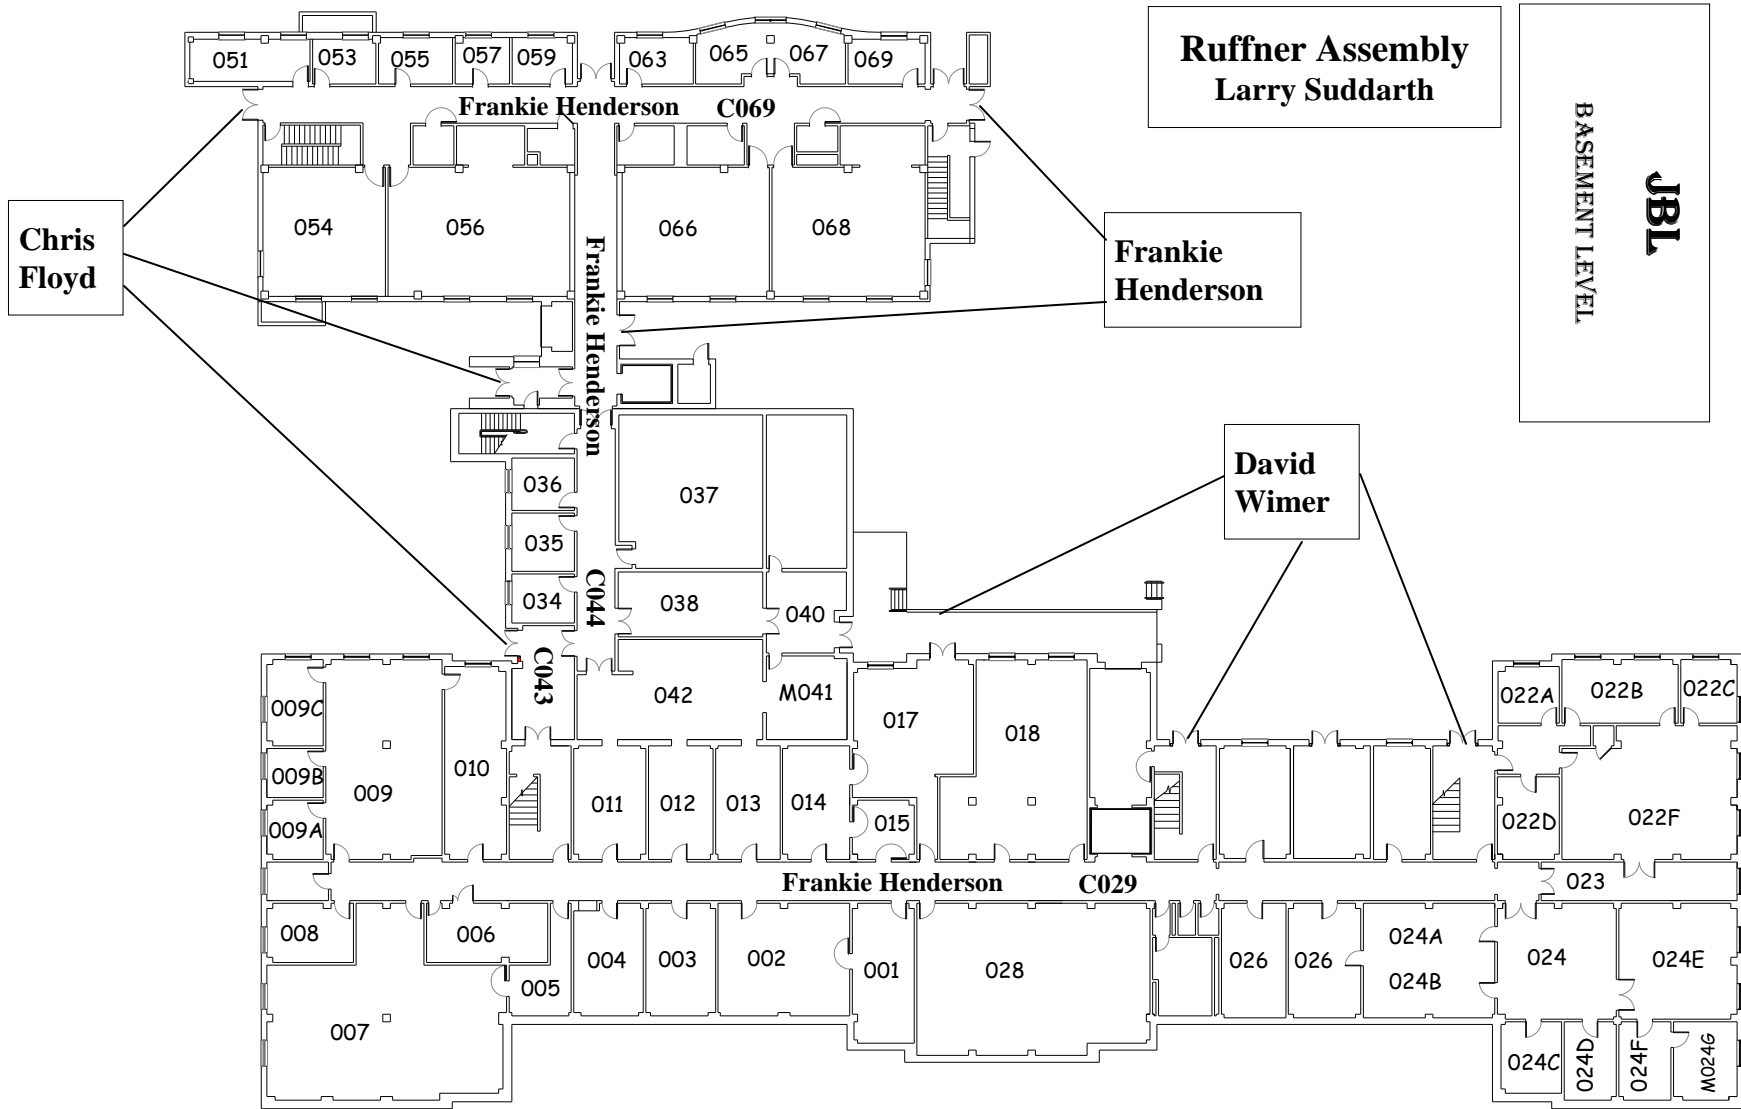 Ruffner Assembly
Larry Suddarth
JBL
BASEMENT LEVEL
051
053
055
057
059
063
065
067
069
Frankie Henderson
C069
054
056
066
068
Chris
Floyd
Frankie
Henderson
Frankie Henderson
David
Wimer
036
037
035
034
C044
038
040
C043
042
M041
009C
009B
009A
009
010
011
012
013
014
015
017
018
022A
022B
022C
022D
022F
Frankie Henderson
C029
023
008
006
007
005
004
003
002
001
028
026
026
024A
024B
024
024E
024C
024D
024F
M024G